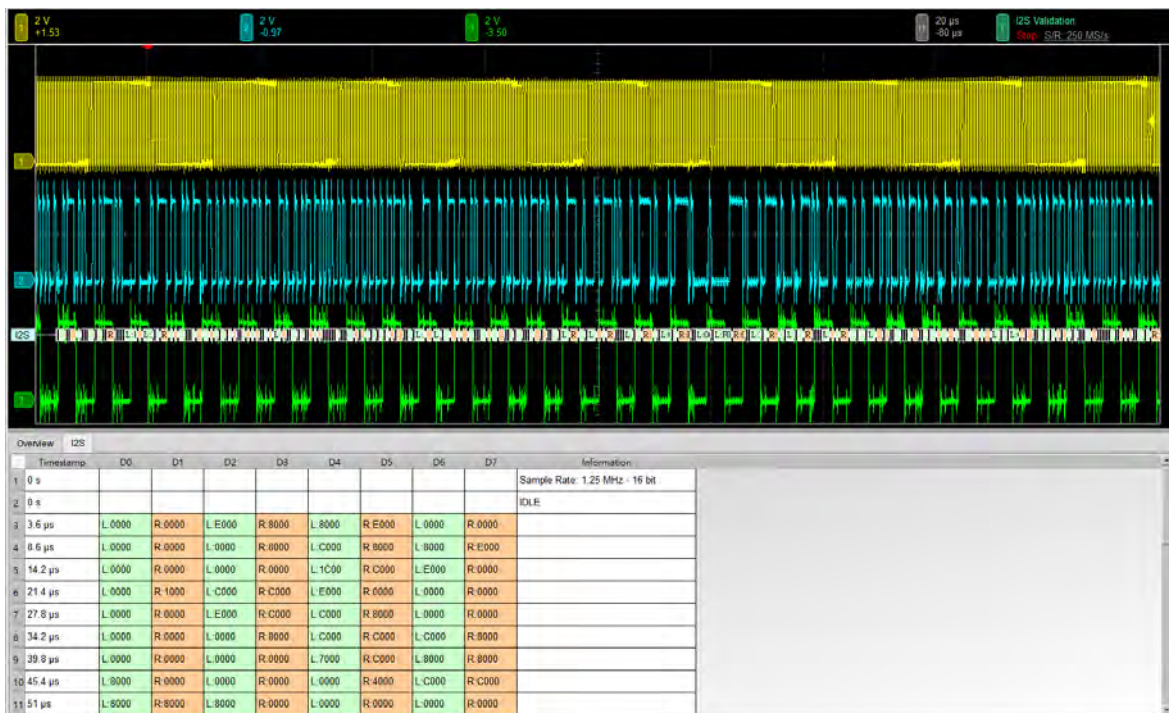 1 2 V +1.53 2 2 V -0.97 3 2 V -3.50 H 20 µs -80 µs I2S Validation Stop S/R: 250 MS/s
1
2
I2S
Overview I2S
Timestamp D0 D1 D2 D3 D4 D5 D6 D7 Information
1 0 s Sample Rate: 1.25 MHz - 16 bit
2 0 s IDLE
3 3.6 µs L:0000 R:0000 L:E000 R:8000 L:8000 R:E000 L:0000 R:0000
4 8.6 µs L:0000 R:0000 L:0000 R:8000 L:C000 R:8000 L:8000 R:E000
5 14.2 µs L:0000 R:0000 L:0000 R:0000 L:1C00 R:C000 L:E000 R:0000
6 21.4 µs L:0000 R:1000 L:C000 R:C000 L:E000 R:0000 L:0000 R:0000
7 27.8 µs L:0000 R:0000 L:E000 R:C000 L:C000 R:8000 L:0000 R:0000
8 34.2 µs L:0000 R:0000 L:0000 R:8000 L:C000 R:C000 L:C000 R:8000
9 39.8 µs L:0000 R:0000 L:0000 R:0000 L:7000 R:C000 L:8000 R:8000
10 45.4 µs L:8000 R:0000 L:0000 R:0000 L:0000 R:4000 L:C000 R:C000
11 51 µs L:8000 R:8000 L:8000 R:0000 L:0000 R:0000 L:0000 R:0000